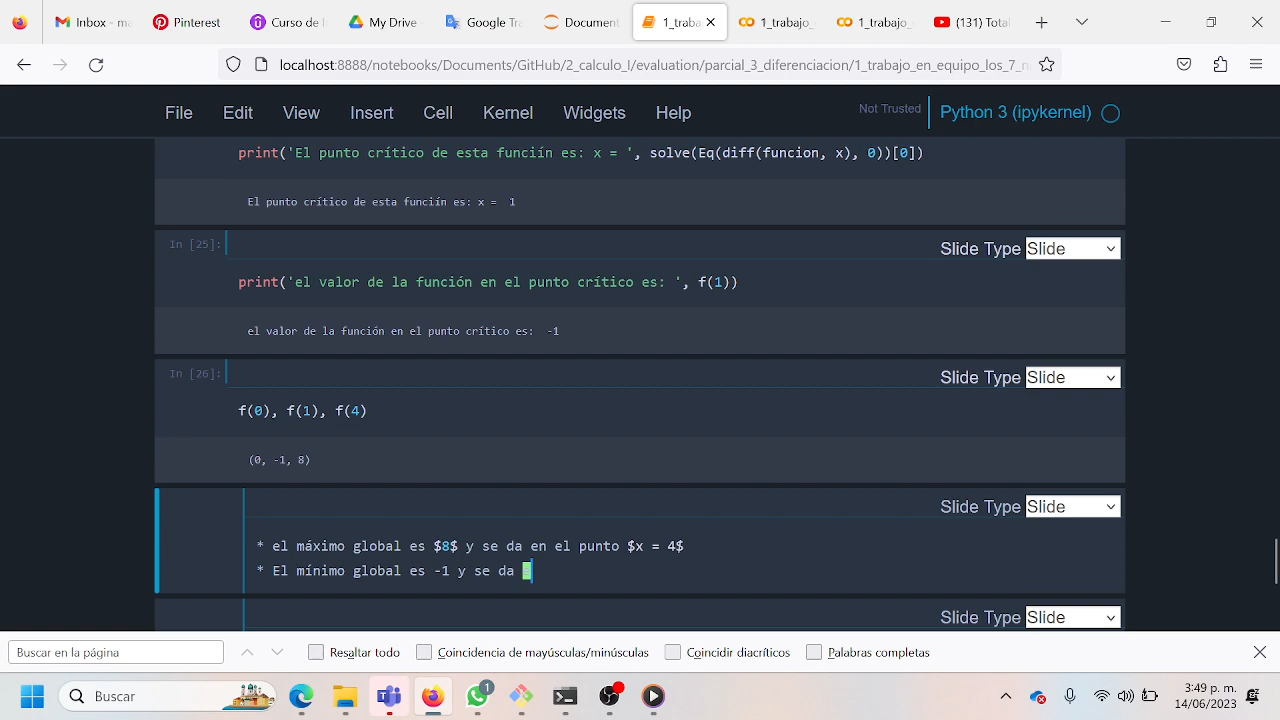 Inbox - ma
Pinterest
Curso de l
My Drive
Google Tra
Document
1_traba
1_trabajo_
1_trabajo_
(131) Total
localhost:8888/notebooks/Documents/GitHub/2_calculo_I/evaluation/parcial_3_diferenciacion/1_trabajo_en_equipo_los_7_n
File Edit View Insert Cell Kernel Widgets Help
Not Trusted
Python 3 (ipykernel)
print('El punto crítico de esta funciín es: x = ', solve(Eq(diff(funcion, x), 0))[0])
El punto crítico de esta funciín es: x =  1
In [25]:
Slide Type Slide
print('el valor de la función en el punto crítico es: ', f(1))
el valor de la función en el punto crítico es:  -1
In [26]:
Slide Type Slide
f(0), f(1), f(4)
(0, -1, 8)
Slide Type Slide
* el máximo global es $8$ y se da en el punto $x = 4$
* El mínimo global es -1 y se da
Slide Type Slide
Buscar en la página
Resaltar todo
Coincidencia de mayúsculas/minúsculas
Coincidir diacríticos
Palabras completas
Buscar
1
3:49 p. m.
14/06/2023